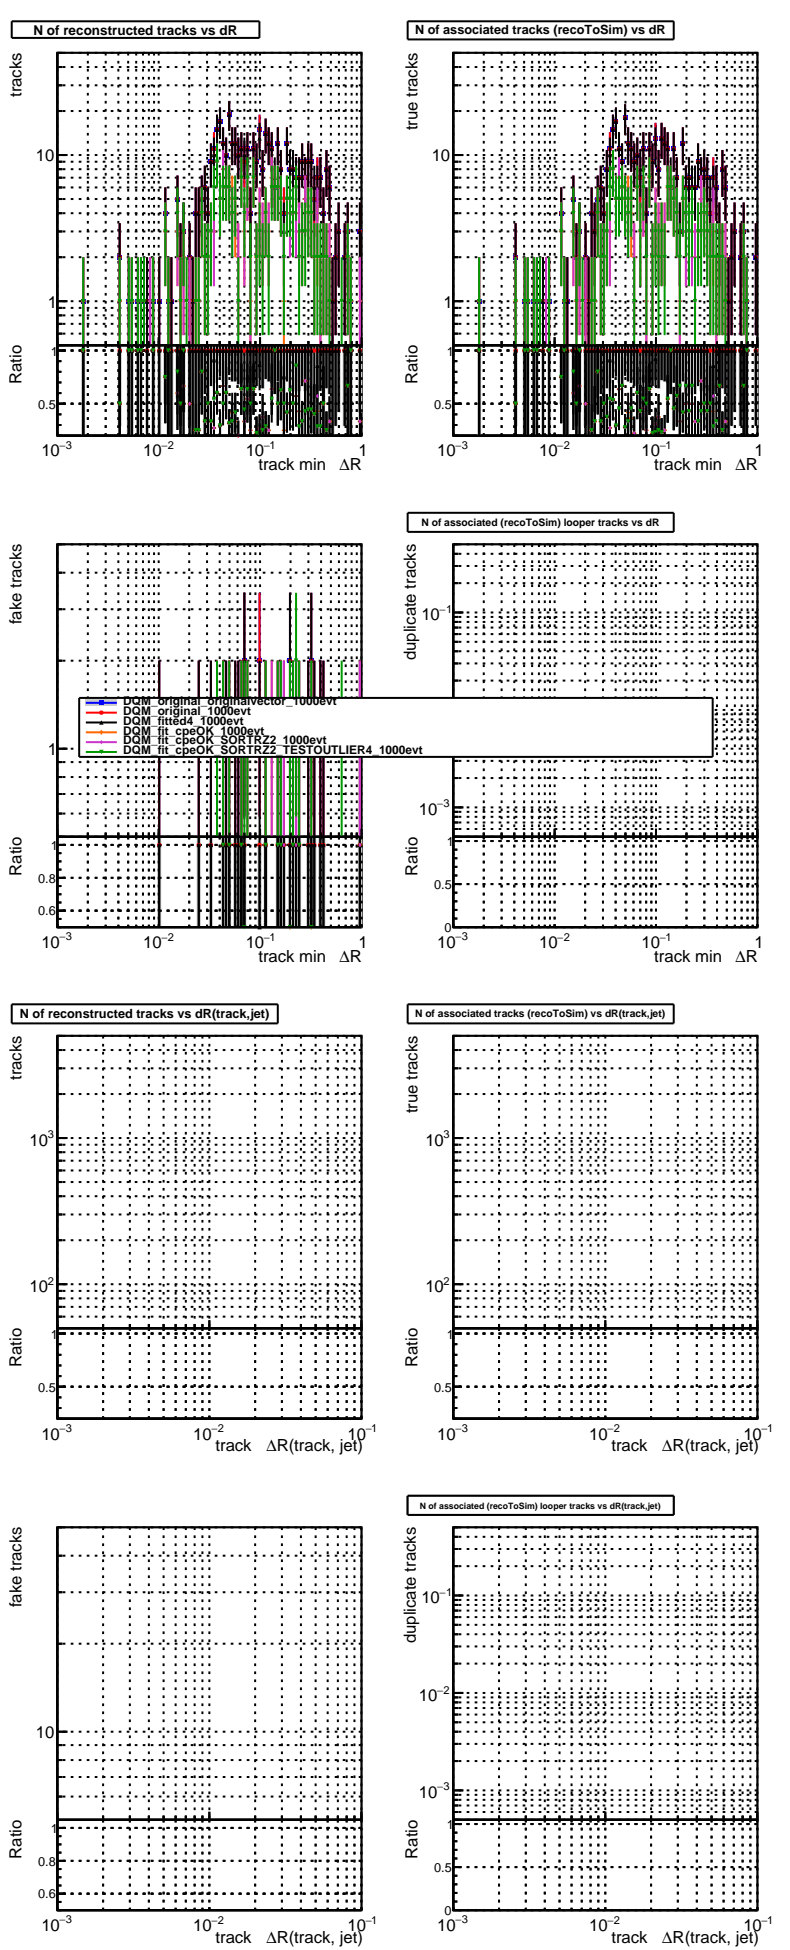 N of reconstructed tracks vs dR
tracks
10
1
Ratio
1
0.5
10−3 10−2 10−1 1
track min ΔR
N of associated tracks (recoToSim) vs dR
true tracks
10
1
Ratio
1
0.5
10−3 10−2 10−1 1
track min ΔR
fake tracks
1
Ratio
1
0.8
0.6
10−3 10−2 10−1 1
track min ΔR
N of associated (recoToSim) looper tracks vs dR
duplicate tracks
10−1
10−3
Ratio
1
0.5
0
10−3 10−2 10−1 1
track min ΔR
DQM_original_originalvector_1000evt
DQM_original_1000evt
DQM_fitted4_1000evt
DQM_fit_cpeOK_1000evt
DQM_fit_cpeOK_SORTRZ2_1000evt
DQM_fit_cpeOK_SORTRZ2_TESTOUTLIER4_1000evt
N of reconstructed tracks vs dR(track,jet)
tracks
103
102
Ratio
1
0.5
10−3 10−2 10−1
track ΔR(track, jet)
N of associated tracks (recoToSim) vs dR(track,jet)
true tracks
103
102
Ratio
1
0.5
10−3 10−2 10−1
track ΔR(track, jet)
fake tracks
10
Ratio
1
0.8
0.6
10−3 10−2 10−1
track ΔR(track, jet)
N of associated (recoToSim) looper tracks vs dR(track,jet)
duplicate tracks
10−1
10−2
10−3
Ratio
1
0.5
0
10−3 10−2 10−1
track ΔR(track, jet)